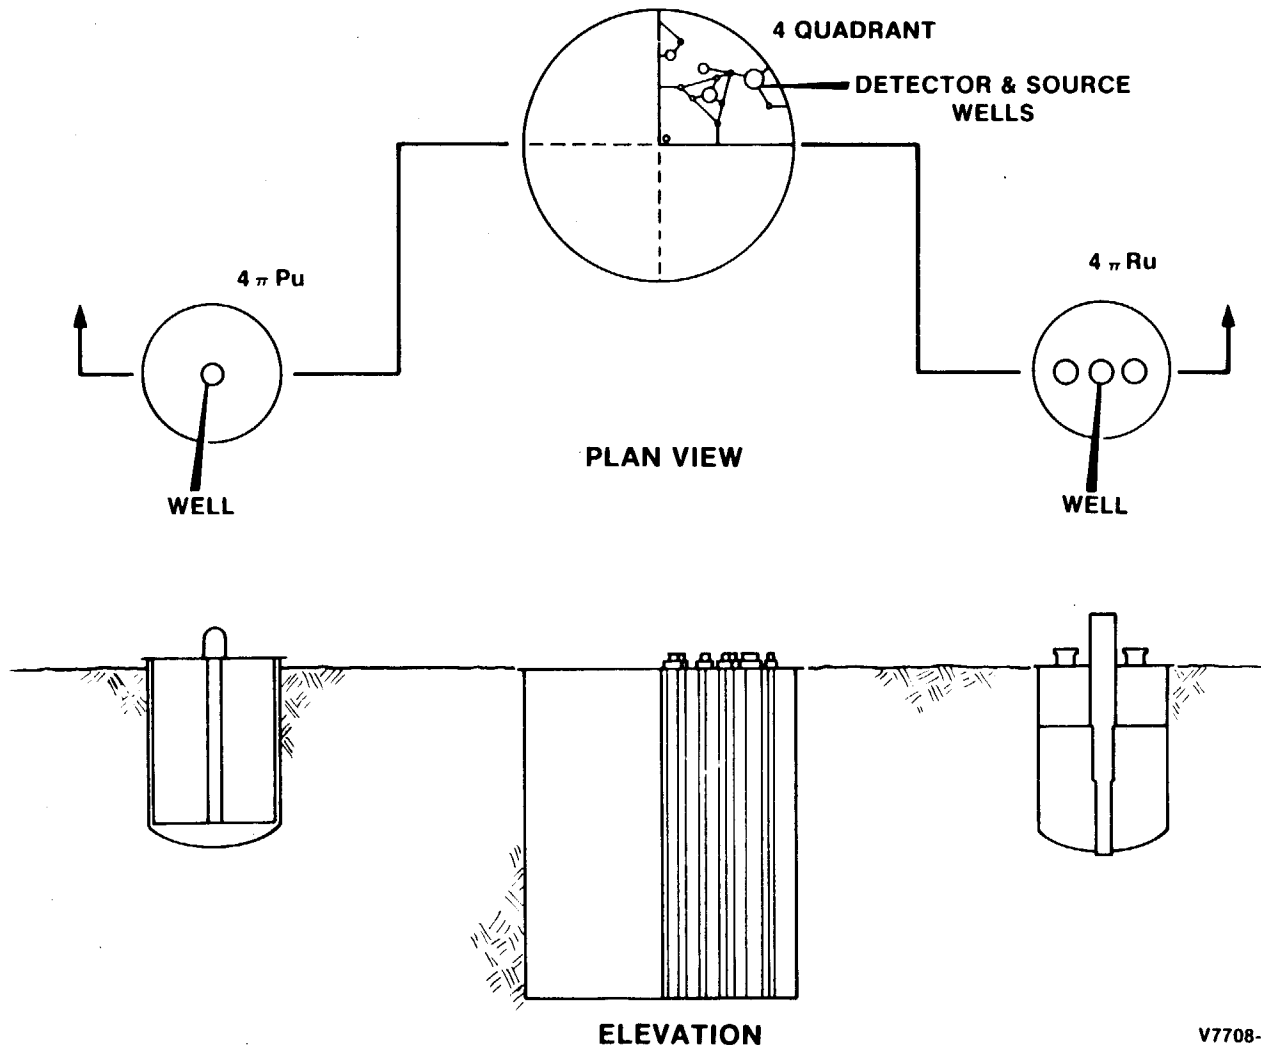 4 QUADRANT
DETECTOR & SOURCE
WELLS
4 π Pu
4 π Ru
PLAN VIEW
WELL
WELL
ELEVATION
V7708-